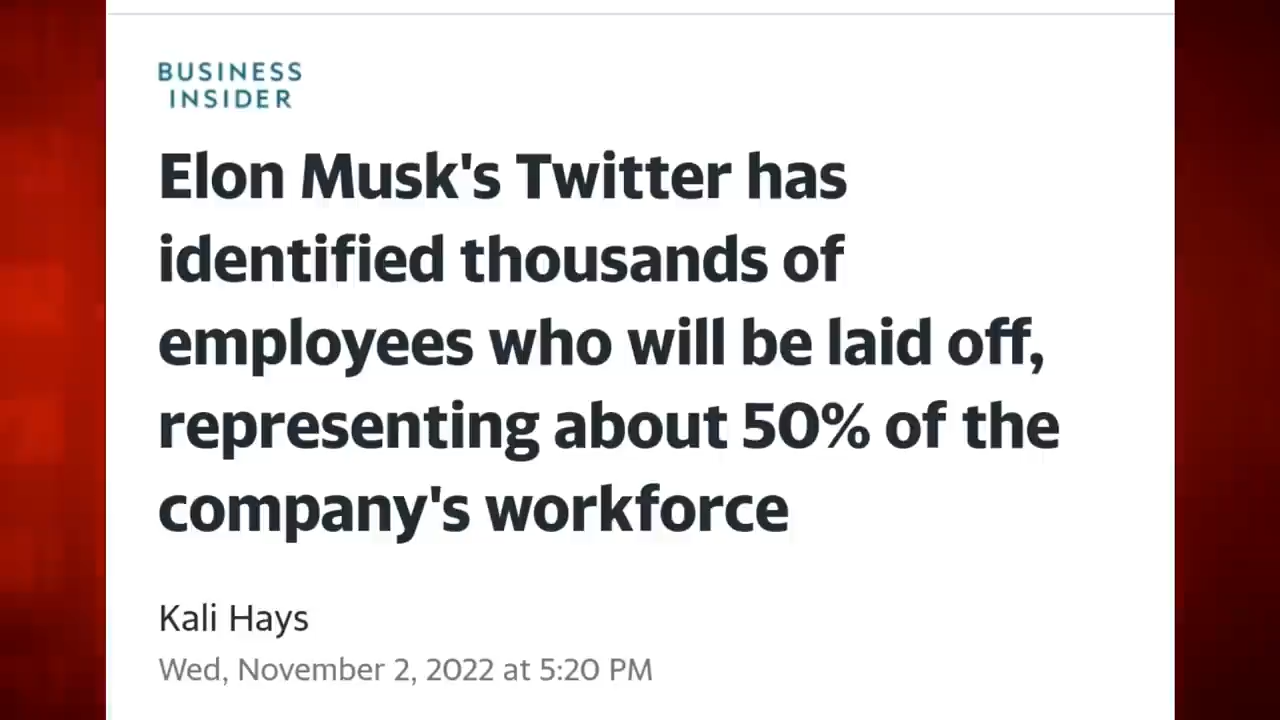 BUSINESS
INSIDER
Elon Musk's Twitter has
identified thousands of
employees who will be laid off,
representing about 50% of the
company's workforce
Kali Hays
Wed, November 2, 2022 at 5:20 PM